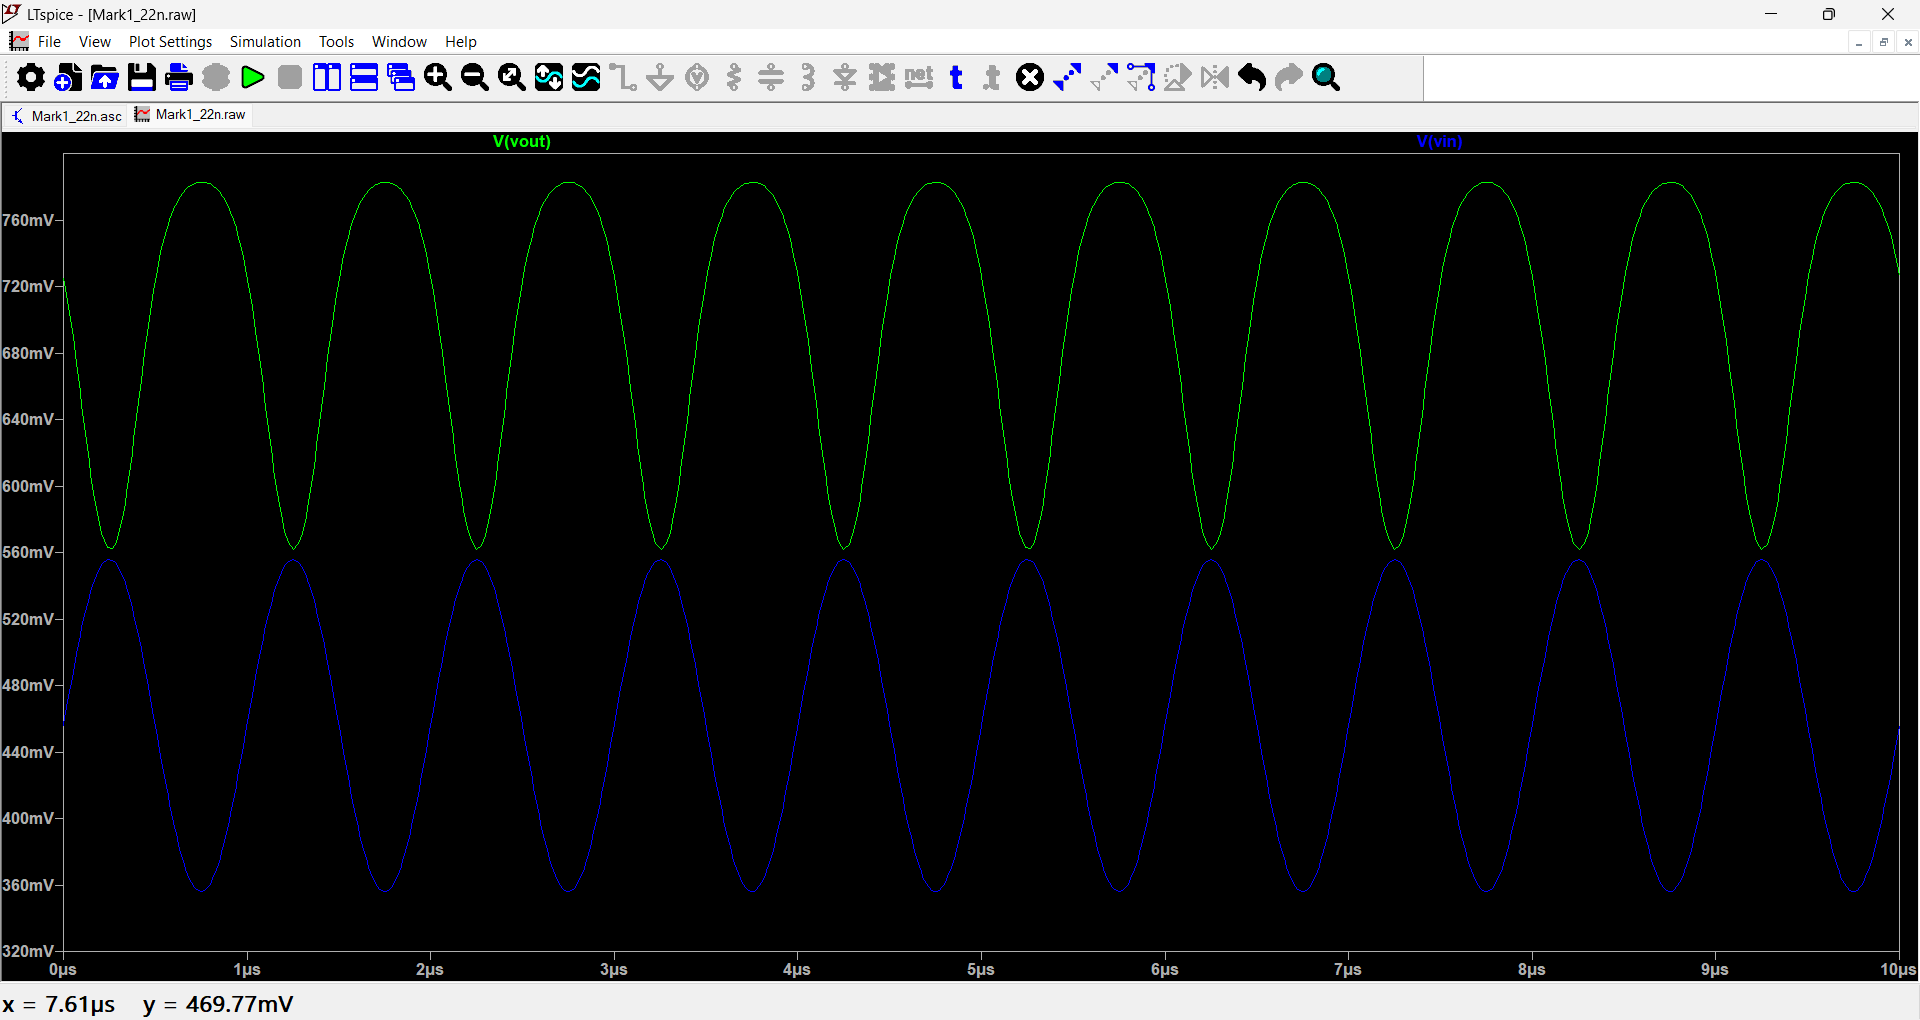 LTspice - [Mark1_22n.raw]
File View Plot Settings Simulation Tools Window Help
net t .t
Mark1_22n.asc Mark1_22n.raw
V(vout) V(vin)
760mV
720mV
680mV
640mV
600mV
560mV
520mV
480mV
440mV
400mV
360mV
320mV
0µs 1µs 2µs 3µs 4µs 5µs 6µs 7µs 8µs 9µs 10µs
x = 7.61µs y = 469.77mV